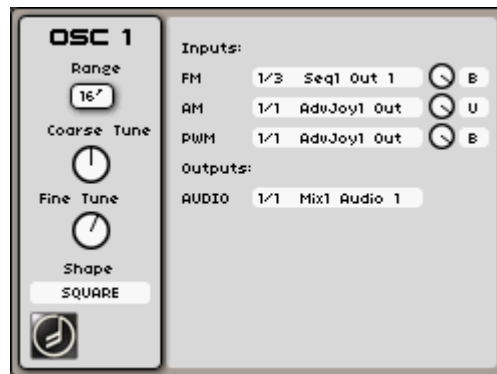 OSC 1
Range
16'
Coarse Tune
Fine Tune
Shape
SQUARE
Inputs:
FM 1/3 Seq1 Out 1 B
AM 1/1 AdvJoy1 Out U
PWM 1/1 AdvJoy1 Out B
Outputs:
AUDIO 1/1 Mix1 Audio 1